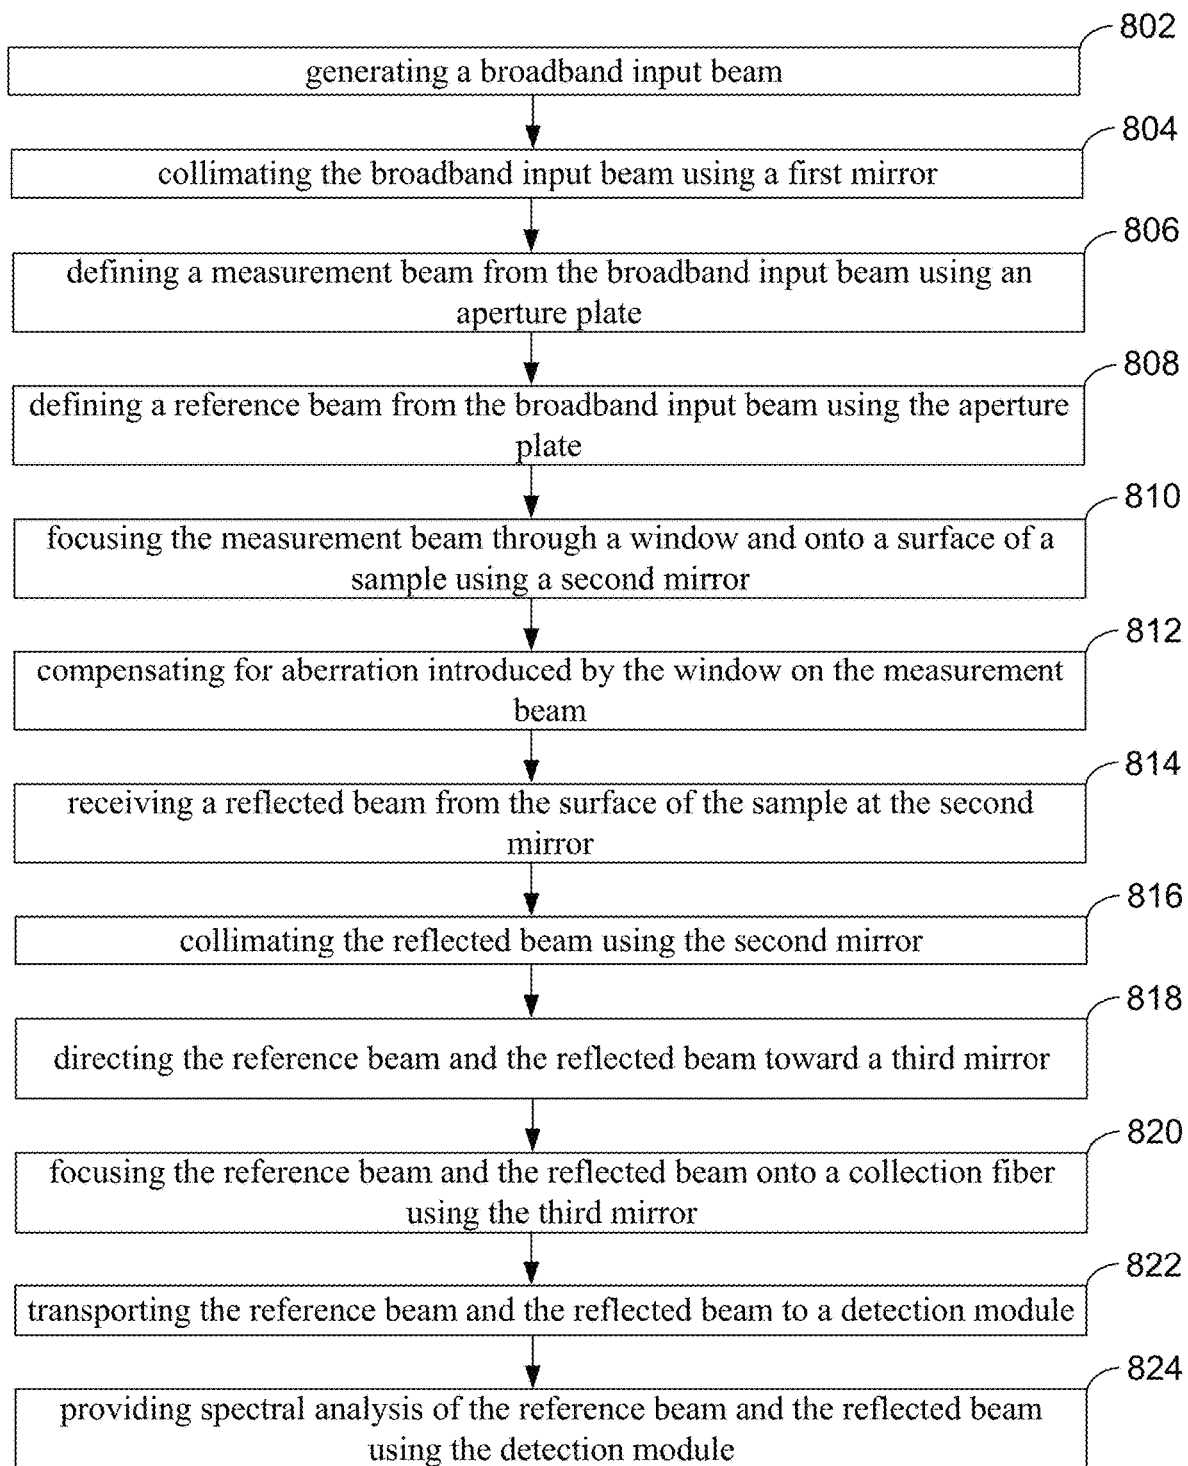 802
generating a broadband input beam
804
collimating the broadband input beam using a first mirror
806
defining a measurement beam from the broadband input beam using an
aperture plate
808
defining a reference beam from the broadband input beam using the aperture
plate
810
focusing the measurement beam through a window and onto a surface of a
sample using a second mirror
812
compensating for aberration introduced by the window on the measurement
beam
814
receiving a reflected beam from the surface of the sample at the second
mirror
816
collimating the reflected beam using the second mirror
818
directing the reference beam and the reflected beam toward a third mirror
820
focusing the reference beam and the reflected beam onto a collection fiber
using the third mirror
822
transporting the reference beam and the reflected beam to a detection module
824
providing spectral analysis of the reference beam and the reflected beam
using the detection module